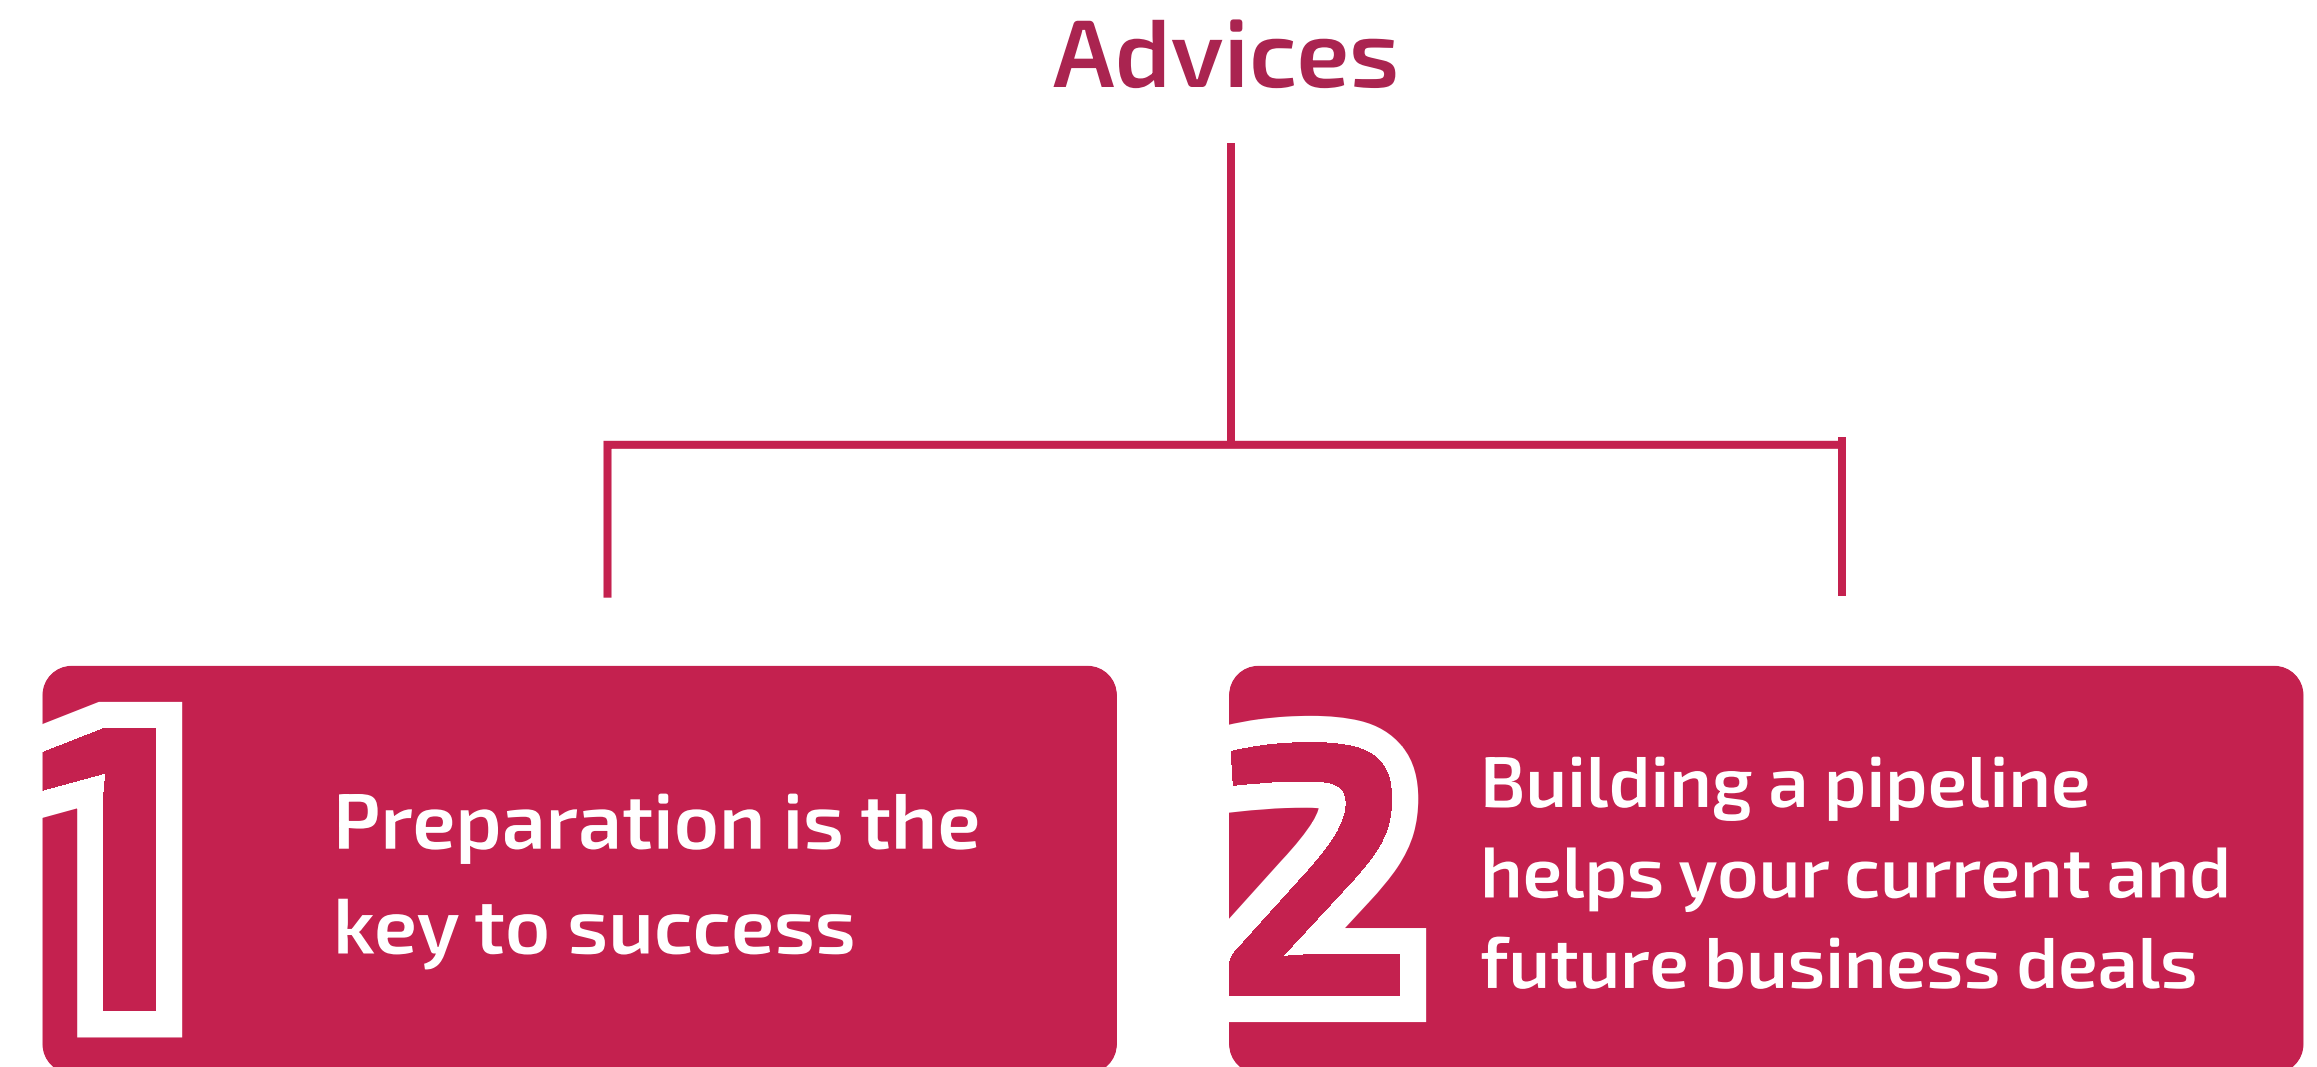 Advices
1
Preparation is the
key to success
2
Building a pipeline
helps your current and
future business deals